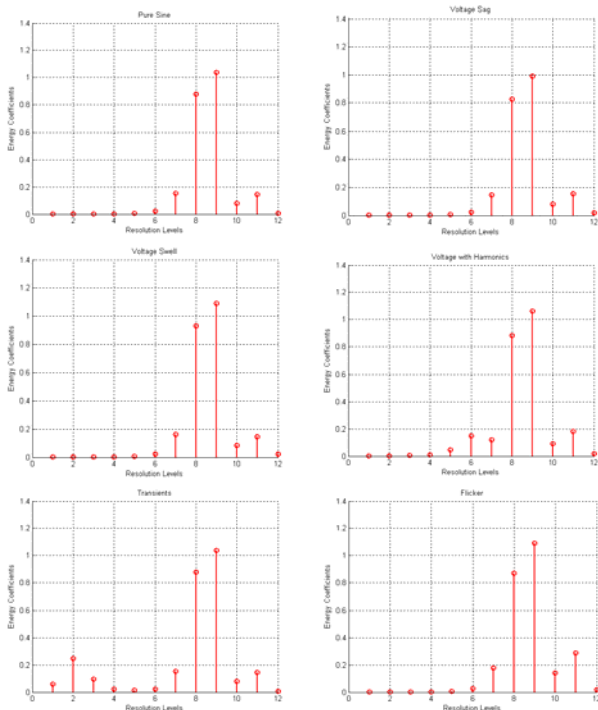 Pure Sine
1.4
1.2
1
0.8
0.6
0.4
0.2
0
Energy Coefficients
0 2 4 6 8 10 12
Resolution Levels
Voltage Sag
1.4
1.2
1
0.8
0.6
0.4
0.2
0
Energy Coefficients
0 2 4 6 8 10 12
Resolution Levels
Voltage Swell
1.4
1.2
1
0.8
0.6
0.4
0.2
0
Energy Coefficients
0 2 4 6 8 10 12
Resolution Levels
Voltage with Harmonics
1.4
1.2
1
0.8
0.6
0.4
0.2
0
Energy Coefficients
0 2 4 6 8 10 12
Resolution Levels
Transients
1.4
1.2
1
0.8
0.6
0.4
0.2
0
Energy Coefficients
0 2 4 6 8 10 12
Resolution Levels
Flicker
1.4
1.2
1
0.8
0.6
0.4
0.2
0
Energy Coefficients
0 2 4 6 8 10 12
Resolution Levels